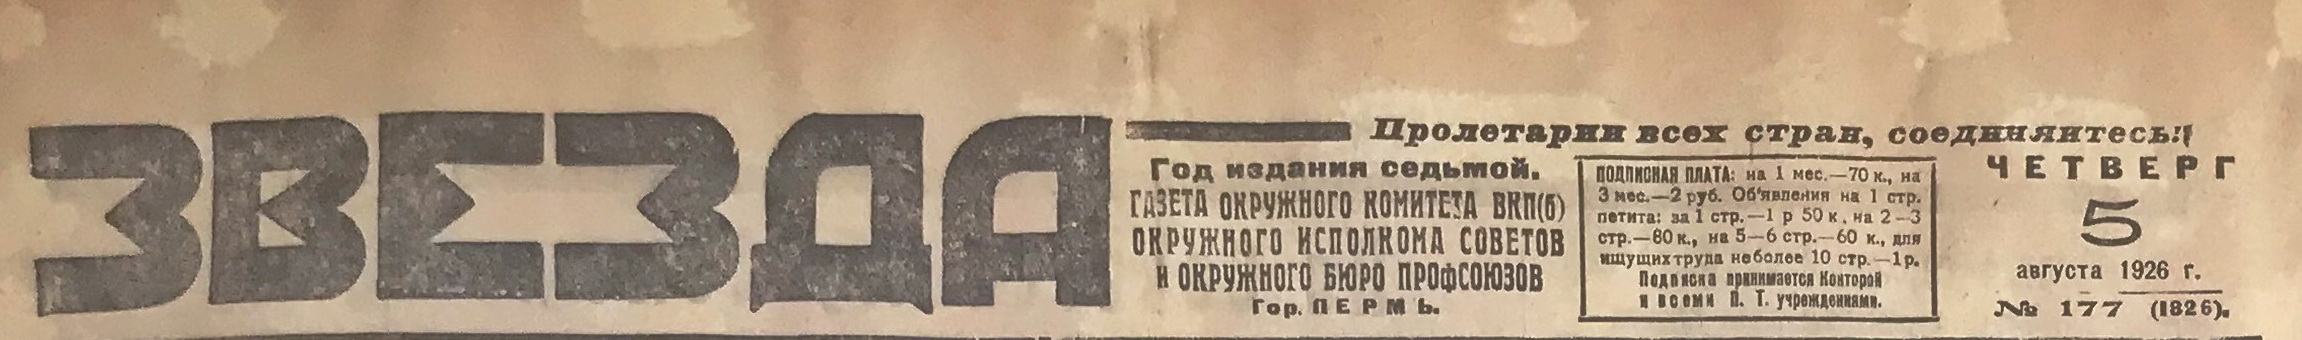 ЗВЕЗДА
Пролетарии всех стран, соединяйтесь!
Год издания седьмой.
ГАЗЕТА ОКРУЖНОГО КОМИТЕТА ВКП(б)
ОКРУЖНОГО ИСПОЛКОМА СОВЕТОВ
и ОКРУЖНОГО БЮРО ПРОФСОЮЗОВ
Гор. ПЕРМЬ.
ПОДПИСНАЯ ПЛАТА: на 1 мес.—70 к., на
3 мес.—2 руб. Об'явления на 1 стр.
петита: за 1 стр.—1 р 50 к. на 2—3
стр.—80 к., на 5—6 стр.—60 к., для
ищущих труда не более 10 стр.—1 р.
Подписка принимается Конторой
и всеми П. Т. учреждениями.
ЧЕТВЕРГ
5
августа 1926 г.
№ 177 (1826).